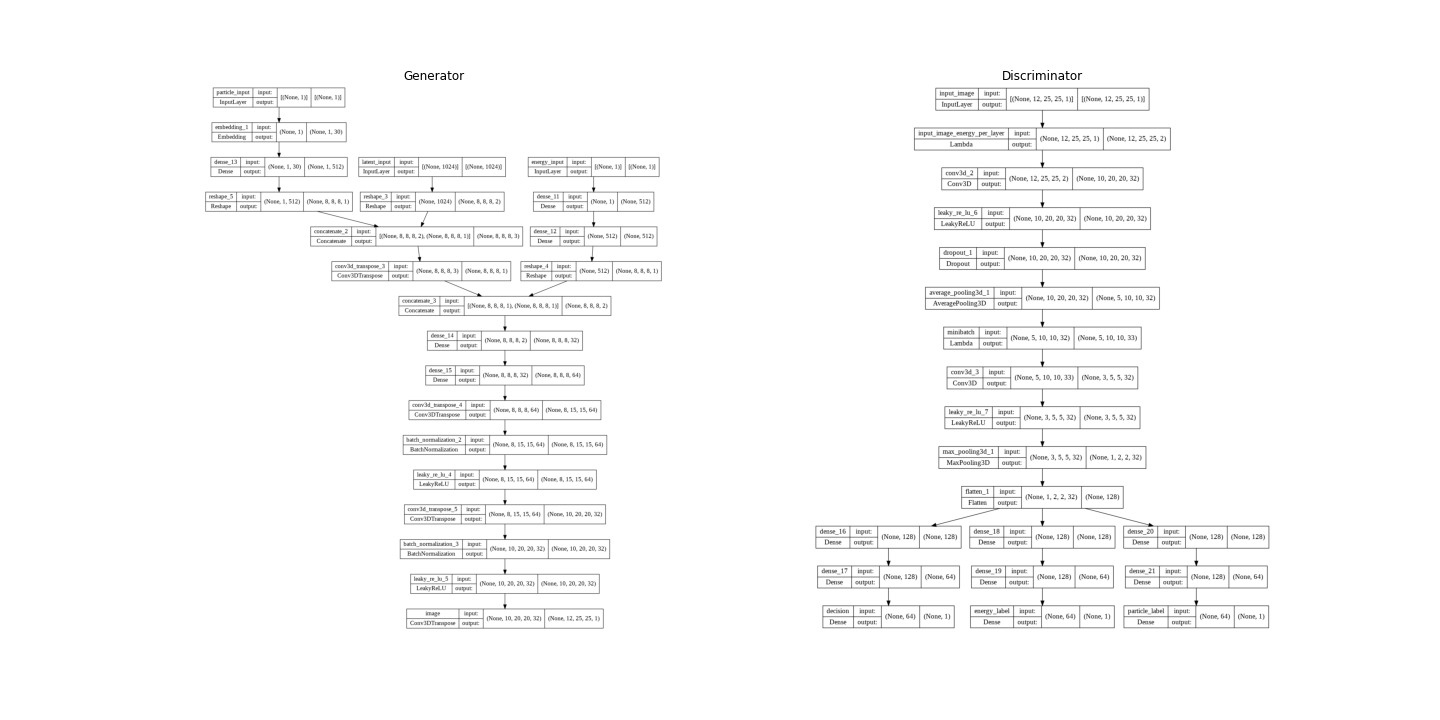 Generator
particle_input input: [(None, 1)] [(None, 1)]
InputLayer output:
embedding_1 input: (None, 1) (None, 1, 30)
Embedding output:
dense_13 input: (None, 1, 30) (None, 1, 512)
Dense output:
latent_input input: [(None, 1024)] [(None, 1024)]
InputLayer output:
energy_input input: [(None, 1)] [(None, 1)]
InputLayer output:
reshape_5 input: (None, 1, 512) (None, 8, 8, 8, 1)
Reshape output:
reshape_3 input: (None, 1024) (None, 8, 8, 8, 2)
Reshape output:
dense_11 input: (None, 1) (None, 512)
Dense output:
concatenate_2 input: [(None, 8, 8, 8, 2), (None, 8, 8, 8, 1)] (None, 8, 8, 8, 3)
Concatenate output:
dense_12 input: (None, 512) (None, 512)
Dense output:
conv3d_transpose_3 input: (None, 8, 8, 8, 3) (None, 8, 8, 8, 1)
Conv3DTranspose output:
reshape_4 input: (None, 512) (None, 8, 8, 8, 1)
Reshape output:
concatenate_3 input: [(None, 8, 8, 8, 1), (None, 8, 8, 8, 1)] (None, 8, 8, 8, 2)
Concatenate output:
dense_14 input: (None, 8, 8, 8, 2) (None, 8, 8, 8, 32)
Dense output:
dense_15 input: (None, 8, 8, 8, 32) (None, 8, 8, 8, 64)
Dense output:
conv3d_transpose_4 input: (None, 8, 8, 8, 64) (None, 8, 15, 15, 64)
Conv3DTranspose output:
batch_normalization_2 input: (None, 8, 15, 15, 64) (None, 8, 15, 15, 64)
BatchNormalization output:
leaky_re_lu_4 input: (None, 8, 15, 15, 64) (None, 8, 15, 15, 64)
LeakyReLU output:
conv3d_transpose_5 input: (None, 8, 15, 15, 64) (None, 10, 20, 20, 32)
Conv3DTranspose output:
batch_normalization_3 input: (None, 10, 20, 20, 32) (None, 10, 20, 20, 32)
BatchNormalization output:
leaky_re_lu_5 input: (None, 10, 20, 20, 32) (None, 10, 20, 20, 32)
LeakyReLU output:
image input: (None, 10, 20, 20, 32) (None, 12, 25, 25, 1)
Conv3DTranspose output:
Discriminator
input_image input: [(None, 12, 25, 25, 1)] [(None, 12, 25, 25, 1)]
InputLayer output:
input_image_energy_per_layer input: (None, 12, 25, 25, 1) (None, 12, 25, 25, 2)
Lambda output:
conv3d_2 input: (None, 12, 25, 25, 2) (None, 10, 20, 20, 32)
Conv3D output:
leaky_re_lu_6 input: (None, 10, 20, 20, 32) (None, 10, 20, 20, 32)
LeakyReLU output:
dropout_1 input: (None, 10, 20, 20, 32) (None, 10, 20, 20, 32)
Dropout output:
average_pooling3d_1 input: (None, 10, 20, 20, 32) (None, 5, 10, 10, 32)
AveragePooling3D output:
minibatch input: (None, 5, 10, 10, 32) (None, 5, 10, 10, 33)
Lambda output:
conv3d_3 input: (None, 5, 10, 10, 33) (None, 3, 5, 5, 32)
Conv3D output:
leaky_re_lu_7 input: (None, 3, 5, 5, 32) (None, 3, 5, 5, 32)
LeakyReLU output:
max_pooling3d_1 input: (None, 3, 5, 5, 32) (None, 1, 2, 2, 32)
MaxPooling3D output:
flatten_1 input: (None, 1, 2, 2, 32) (None, 128)
Flatten output:
dense_16 input: (None, 128) (None, 128)
Dense output:
dense_18 input: (None, 128) (None, 128)
Dense output:
dense_20 input: (None, 128) (None, 128)
Dense output:
dense_17 input: (None, 128) (None, 64)
Dense output:
dense_19 input: (None, 128) (None, 64)
Dense output:
dense_21 input: (None, 128) (None, 64)
Dense output:
decision input: (None, 64) (None, 1)
Dense output:
energy_label input: (None, 64) (None, 1)
Dense output:
particle_label input: (None, 64) (None, 1)
Dense output: